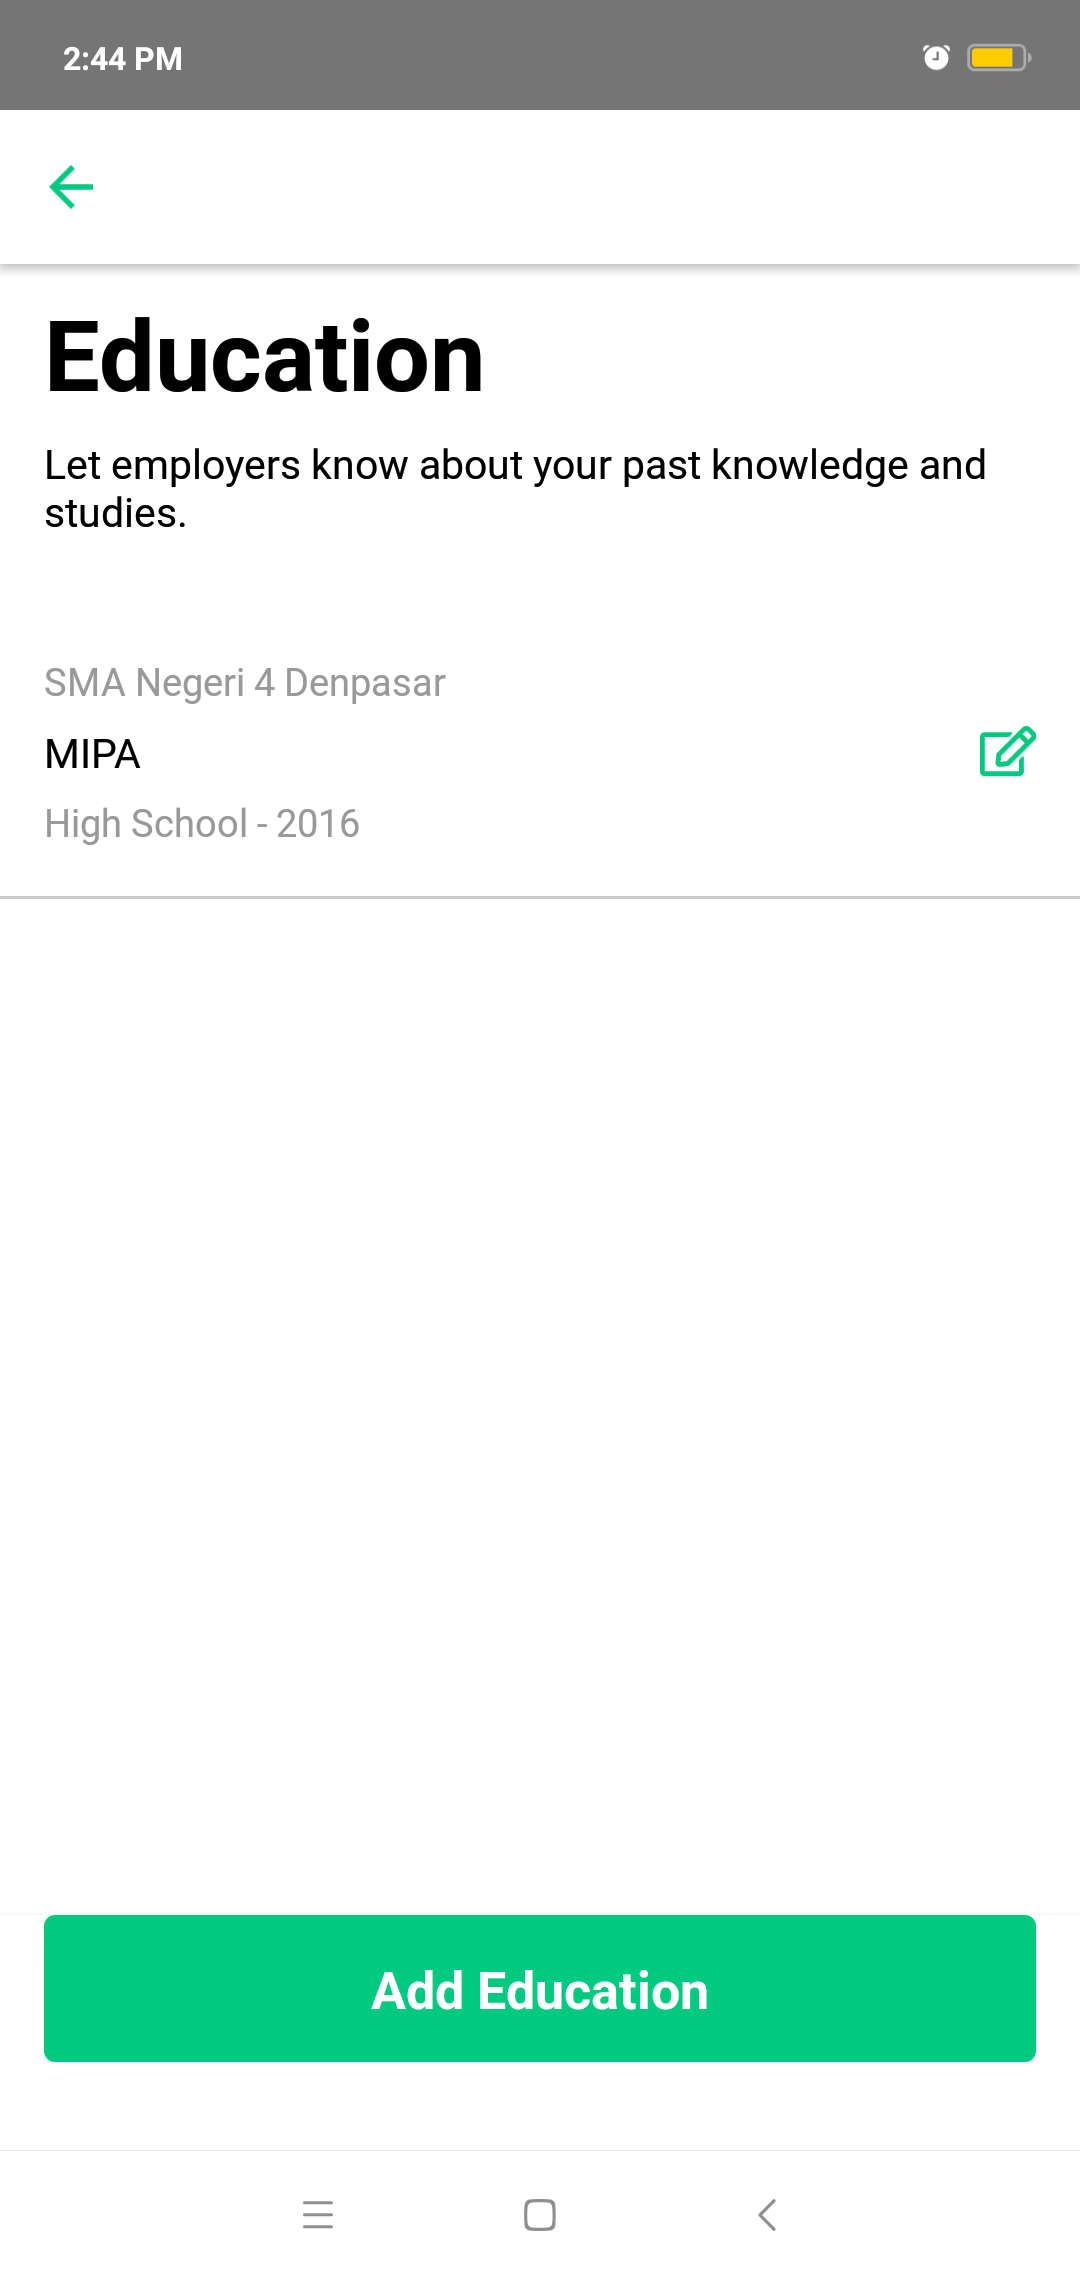 2:44 PM
Education
Let employers know about your past knowledge and
studies.
SMA Negeri 4 Denpasar
MIPA
High School - 2016
Add Education